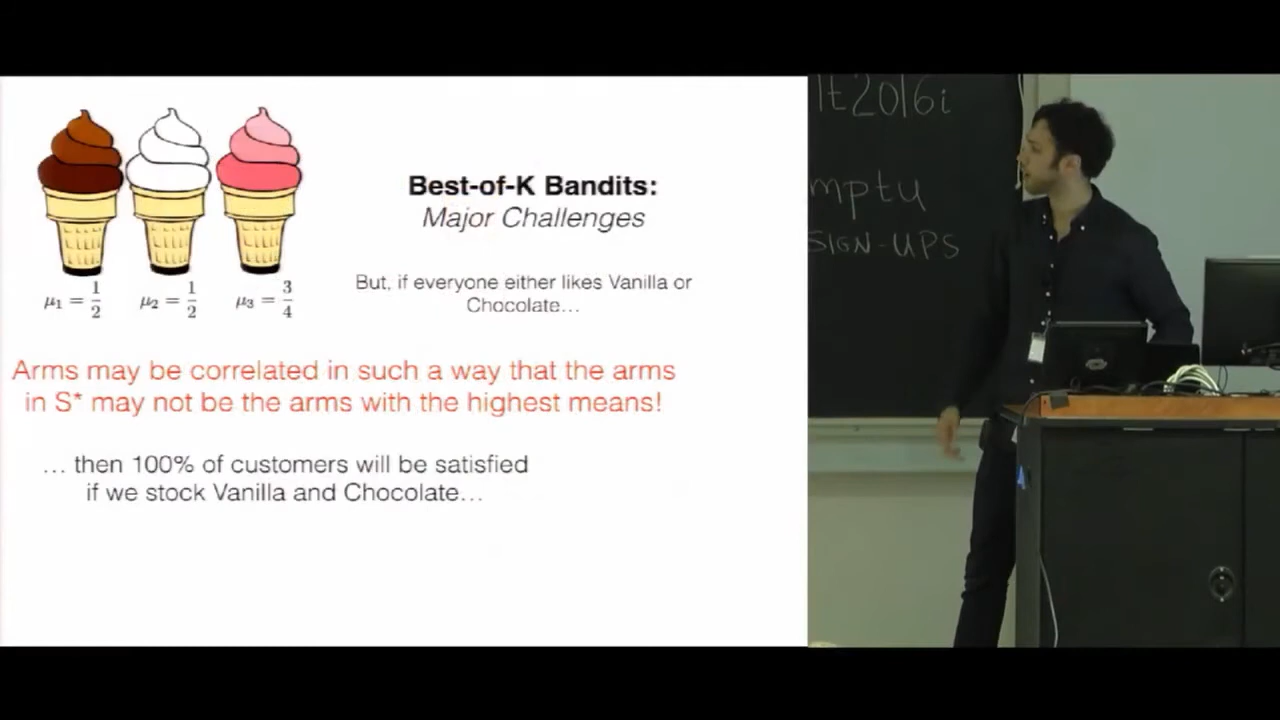 Best-of-K Bandits:
Major Challenges
μ₁ = 1/2 μ₂ = 1/2 μ₃ = 3/4
But, if everyone either likes Vanilla or
Chocolate...
Arms may be correlated in such a way that the arms
in S* may not be the arms with the highest means!
... then 100% of customers will be satisfied
if we stock Vanilla and Chocolate...
lt2016i
mptu
SIGN-UPS